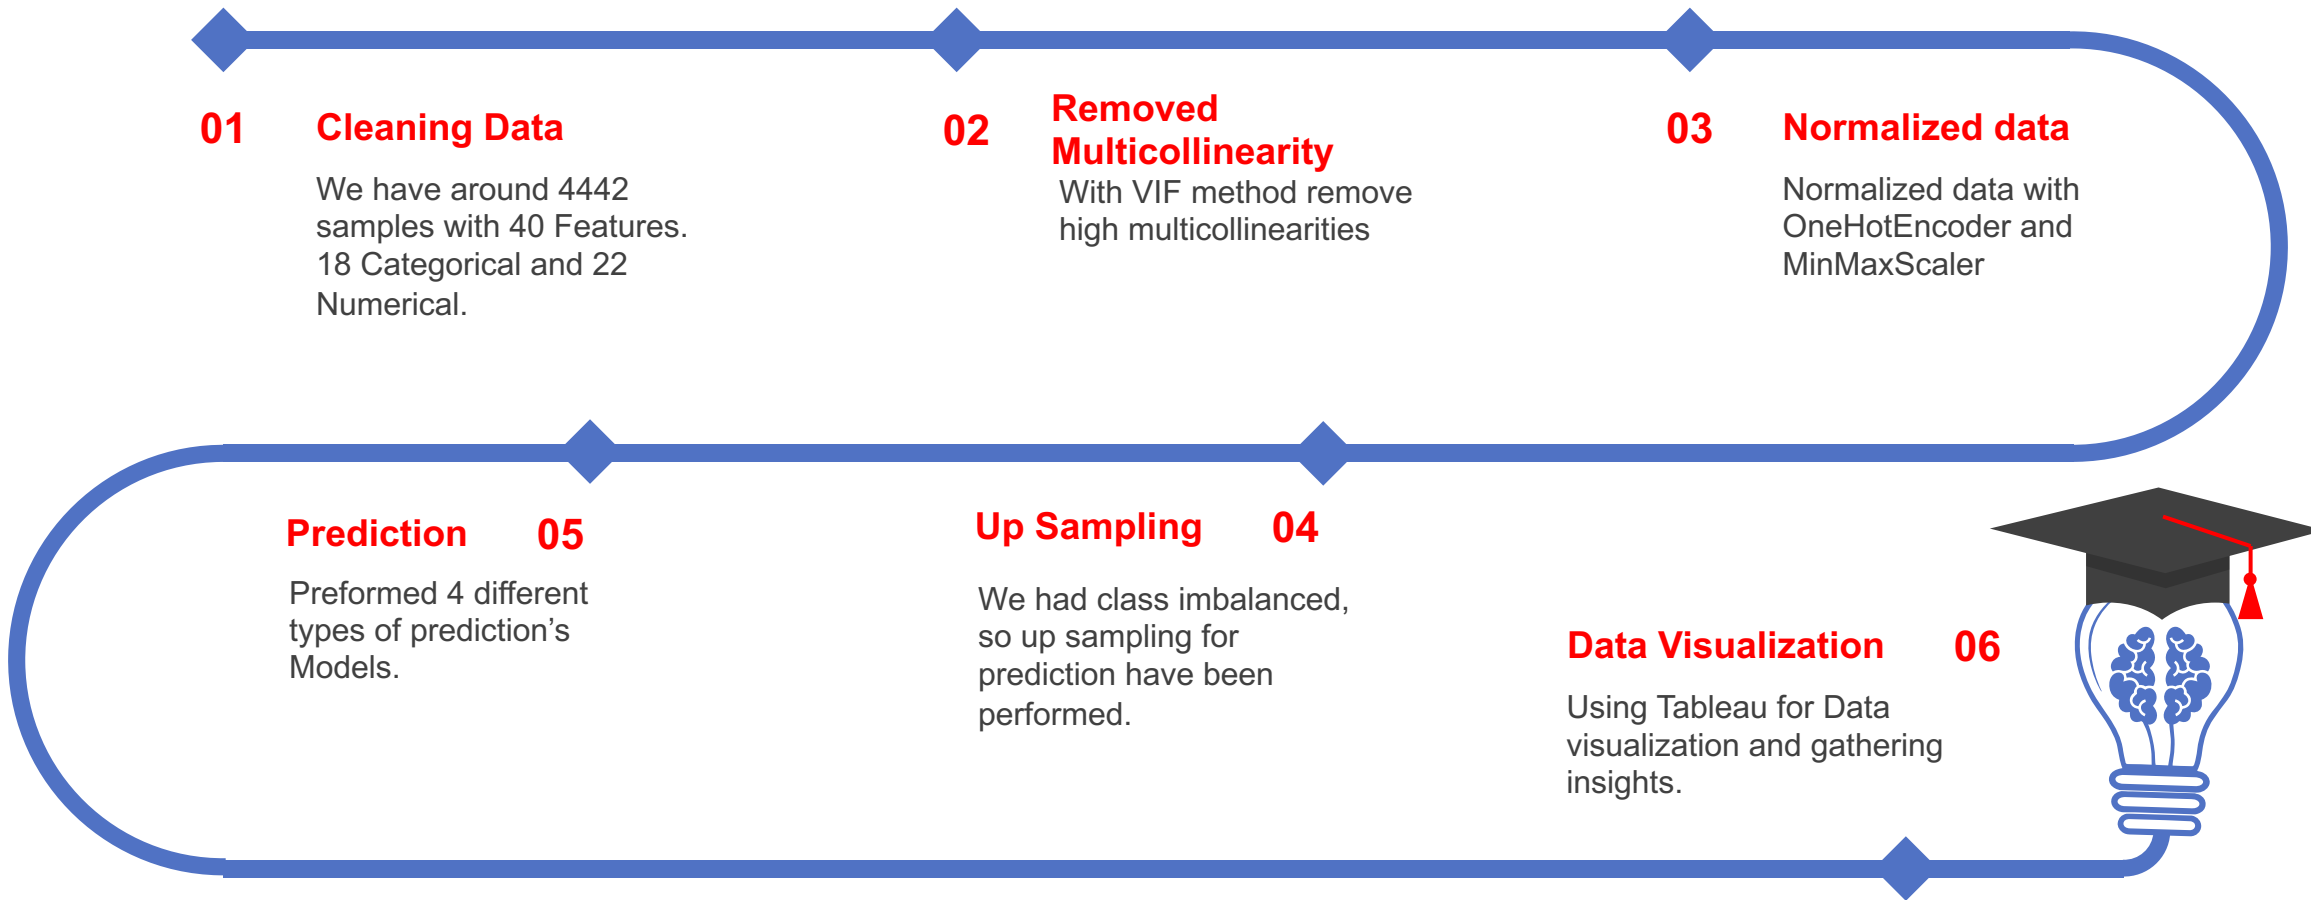 01
Cleaning Data
We have around 4442
samples with 40 Features.
18 Categorical and 22
Numerical.
02
Removed
Multicollinearity
With VIF method remove
high multicollinearities
03
Normalized data
Normalized data with
OneHotEncoder and
MinMaxScaler
Up Sampling 04
We had class imbalanced,
so up sampling for
prediction have been
performed.
Prediction 05
Preformed 4 different
types of prediction’s
Models.
Data Visualization 06
Using Tableau for Data
visualization and gathering
insights.